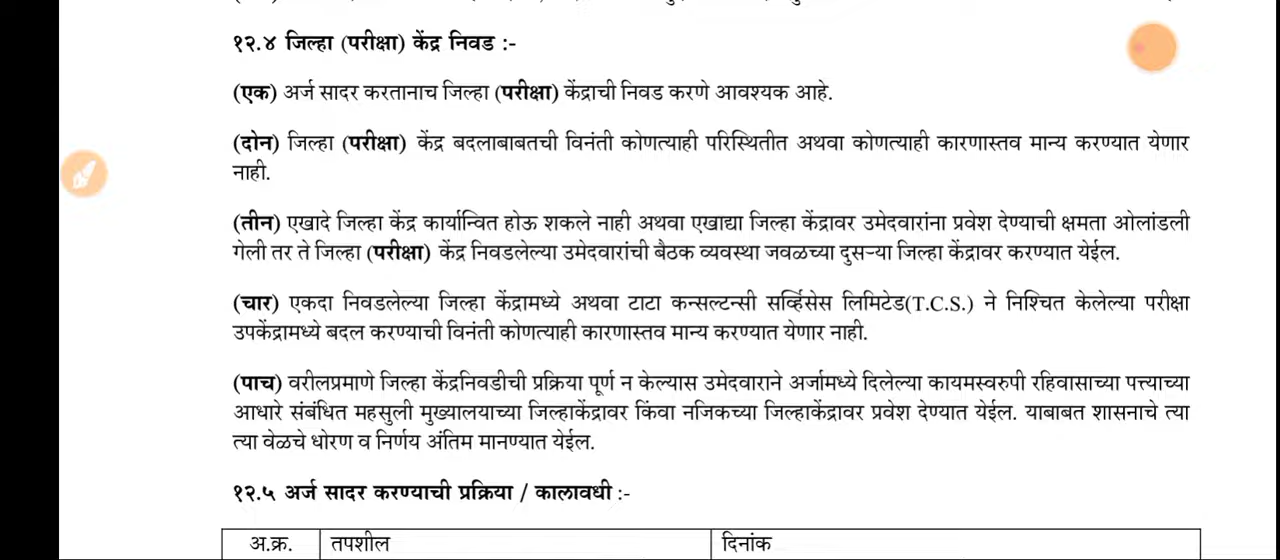 १२.४ जिल्हा (परीक्षा) केंद्र निवड :-
(एक) अर्ज सादर करतानाच जिल्हा (परीक्षा) केंद्राची निवड करणे आवश्यक आहे.
(दोन) जिल्हा (परीक्षा) केंद्र बदलाबाबतची विनंती कोणत्याही परिस्थितीत अथवा कोणत्याही कारणास्तव मान्य करण्यात येणार
नाही.
(तीन) एखादे जिल्हा केंद्र कार्यान्वित होऊ शकले नाही अथवा एखाद्या जिल्हा केंद्रावर उमेदवारांना प्रवेश देण्याची क्षमता ओलांडली
गेली तर ते जिल्हा (परीक्षा) केंद्र निवडलेल्या उमेदवारांची बैठक व्यवस्था जवळच्या दुसऱ्या जिल्हा केंद्रावर करण्यात येईल.
(चार) एकदा निवडलेल्या जिल्हा केंद्रामध्ये अथवा टाटा कन्सल्टन्सी सर्व्हिसेस लिमिटेड(T.C.S.) ने निश्चित केलेल्या परीक्षा
उपकेंद्रामध्ये बदल करण्याची विनंती कोणत्याही कारणास्तव मान्य करण्यात येणार नाही.
(पाच) वरीलप्रमाणे जिल्हा केंद्रनिवडीची प्रक्रिया पूर्ण न केल्यास उमेदवाराने अर्जामध्ये दिलेल्या कायमस्वरुपी रहिवासाच्या पत्त्याच्या
आधारे संबंधित महसुली मुख्यालयाच्या जिल्हाकेंद्रावर किंवा नजिकच्या जिल्हाकेंद्रावर प्रवेश देण्यात येईल. याबाबत शासनाचे त्या
त्या वेळचे धोरण व निर्णय अंतिम मानण्यात येईल.
१२.५ अर्ज सादर करण्याची प्रक्रिया / कालावधी :-
अ.क्र. तपशील दिनांक